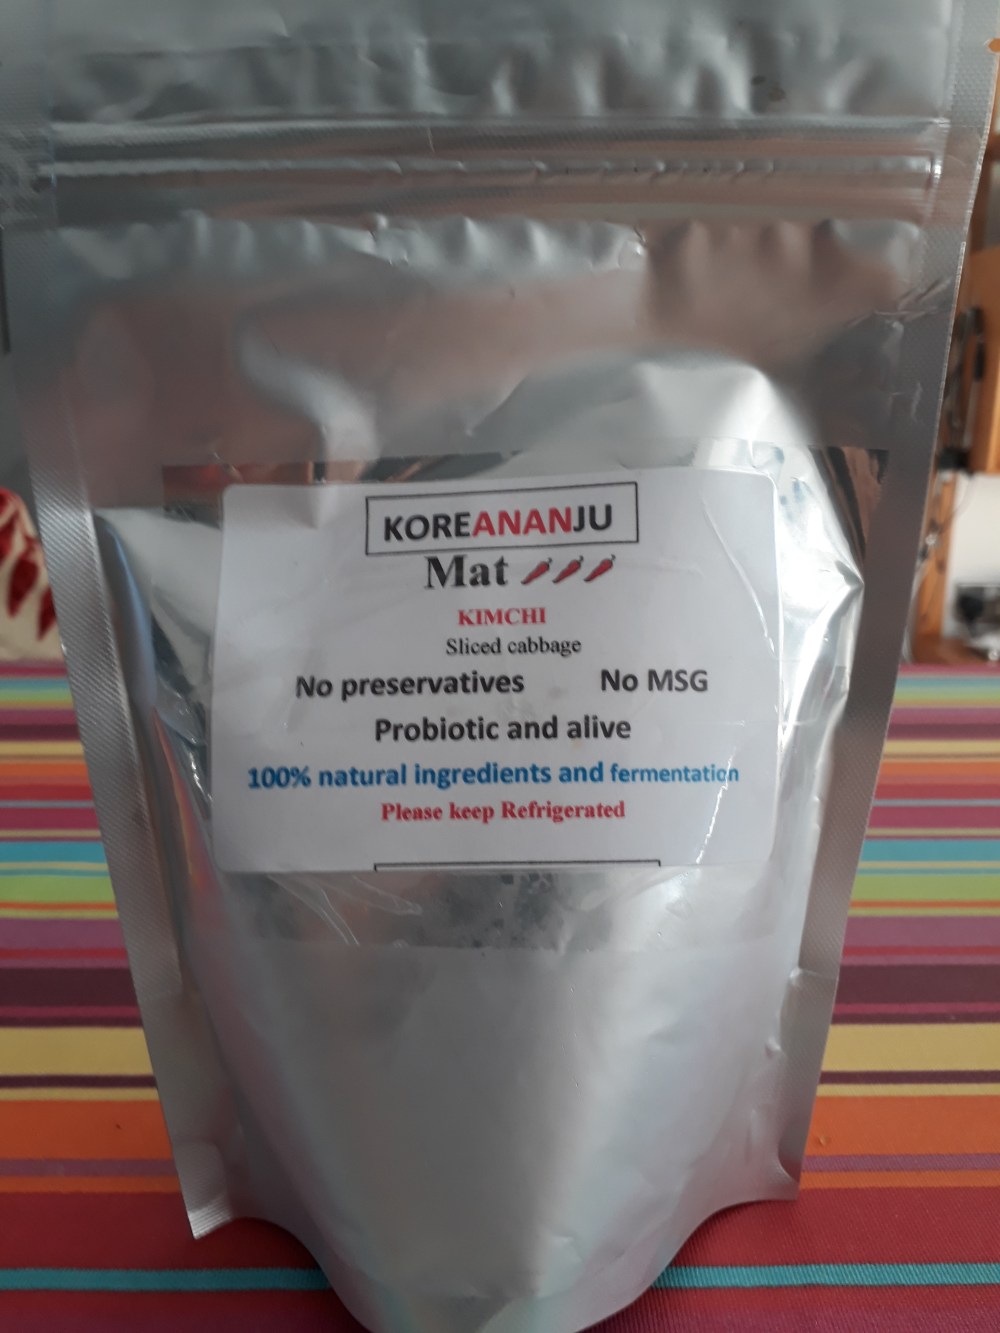 KOREANANJU
Mat
KIMCHI
Sliced cabbage
No preservatives No MSG
Probiotic and alive
100% natural ingredients and fermentation
Please keep Refrigerated